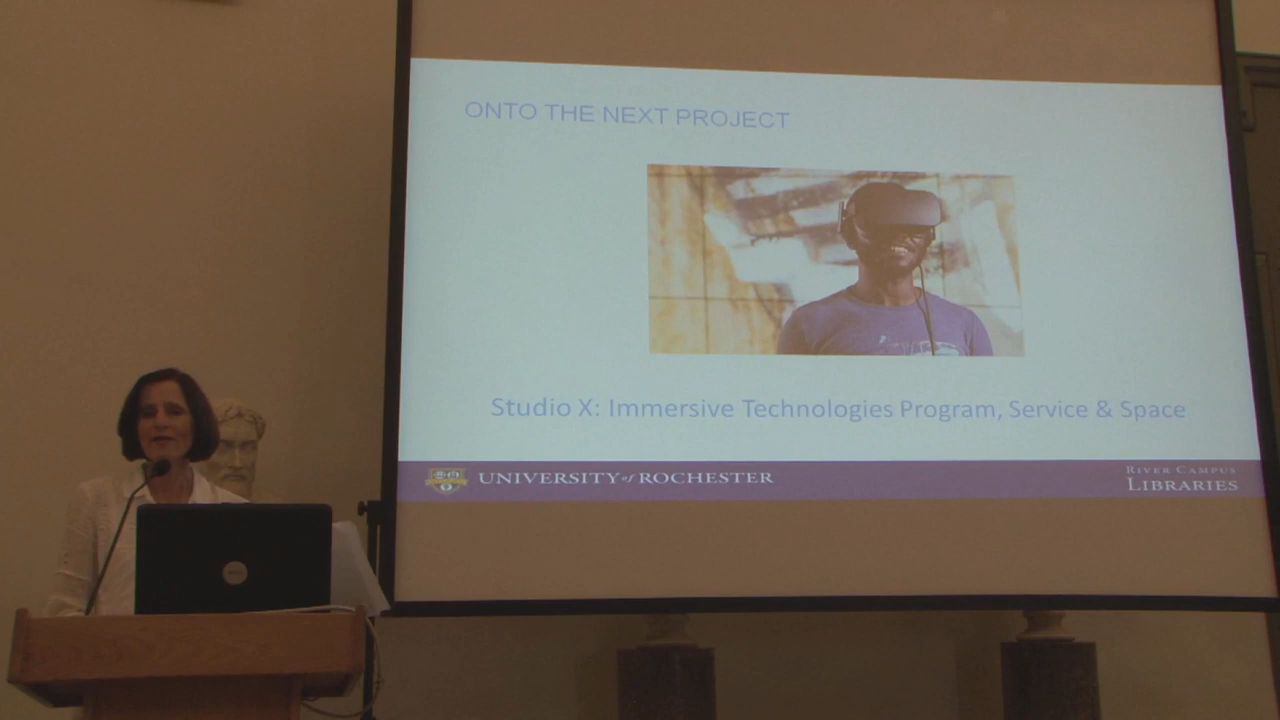 ONTO THE NEXT PROJECT
Studio X: Immersive Technologies Program, Service & Space
UNIVERSITY of ROCHESTER
RIVER CAMPUS
LIBRARIES